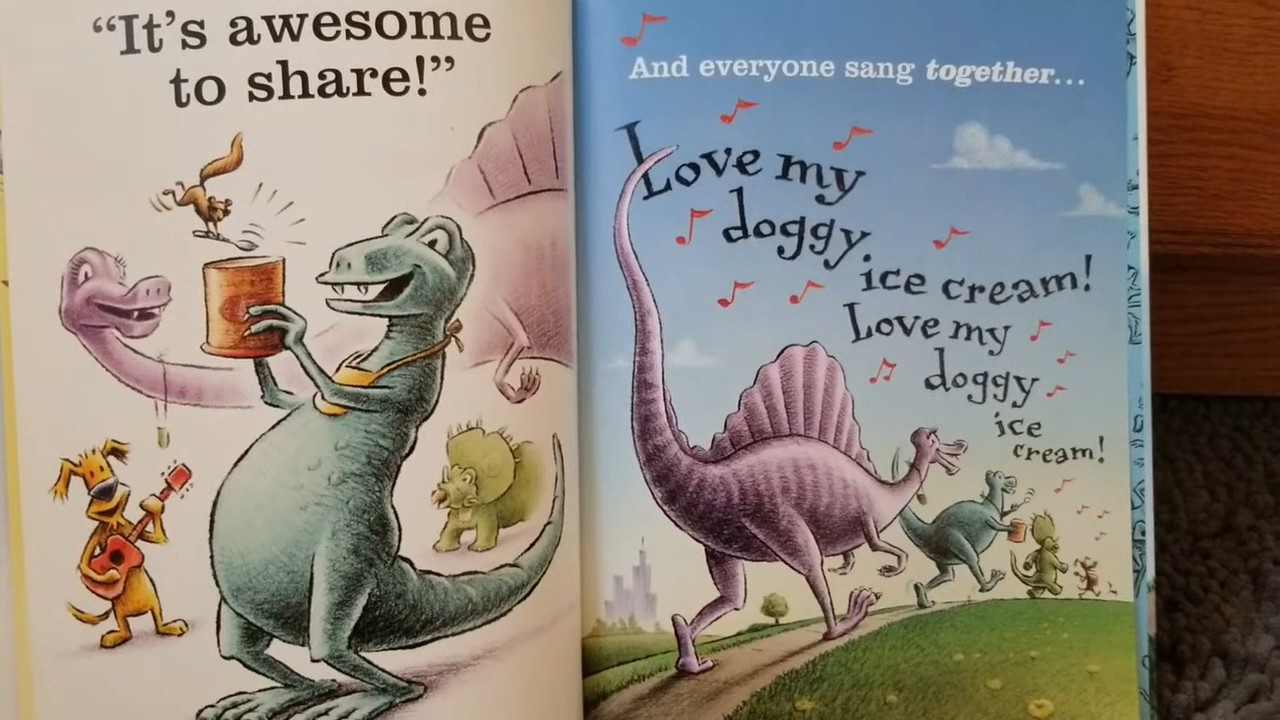 “It’s awesome
to share!”
And everyone sang together...
Love my
doggy
ice cream!
Love my
doggy
ice
cream!